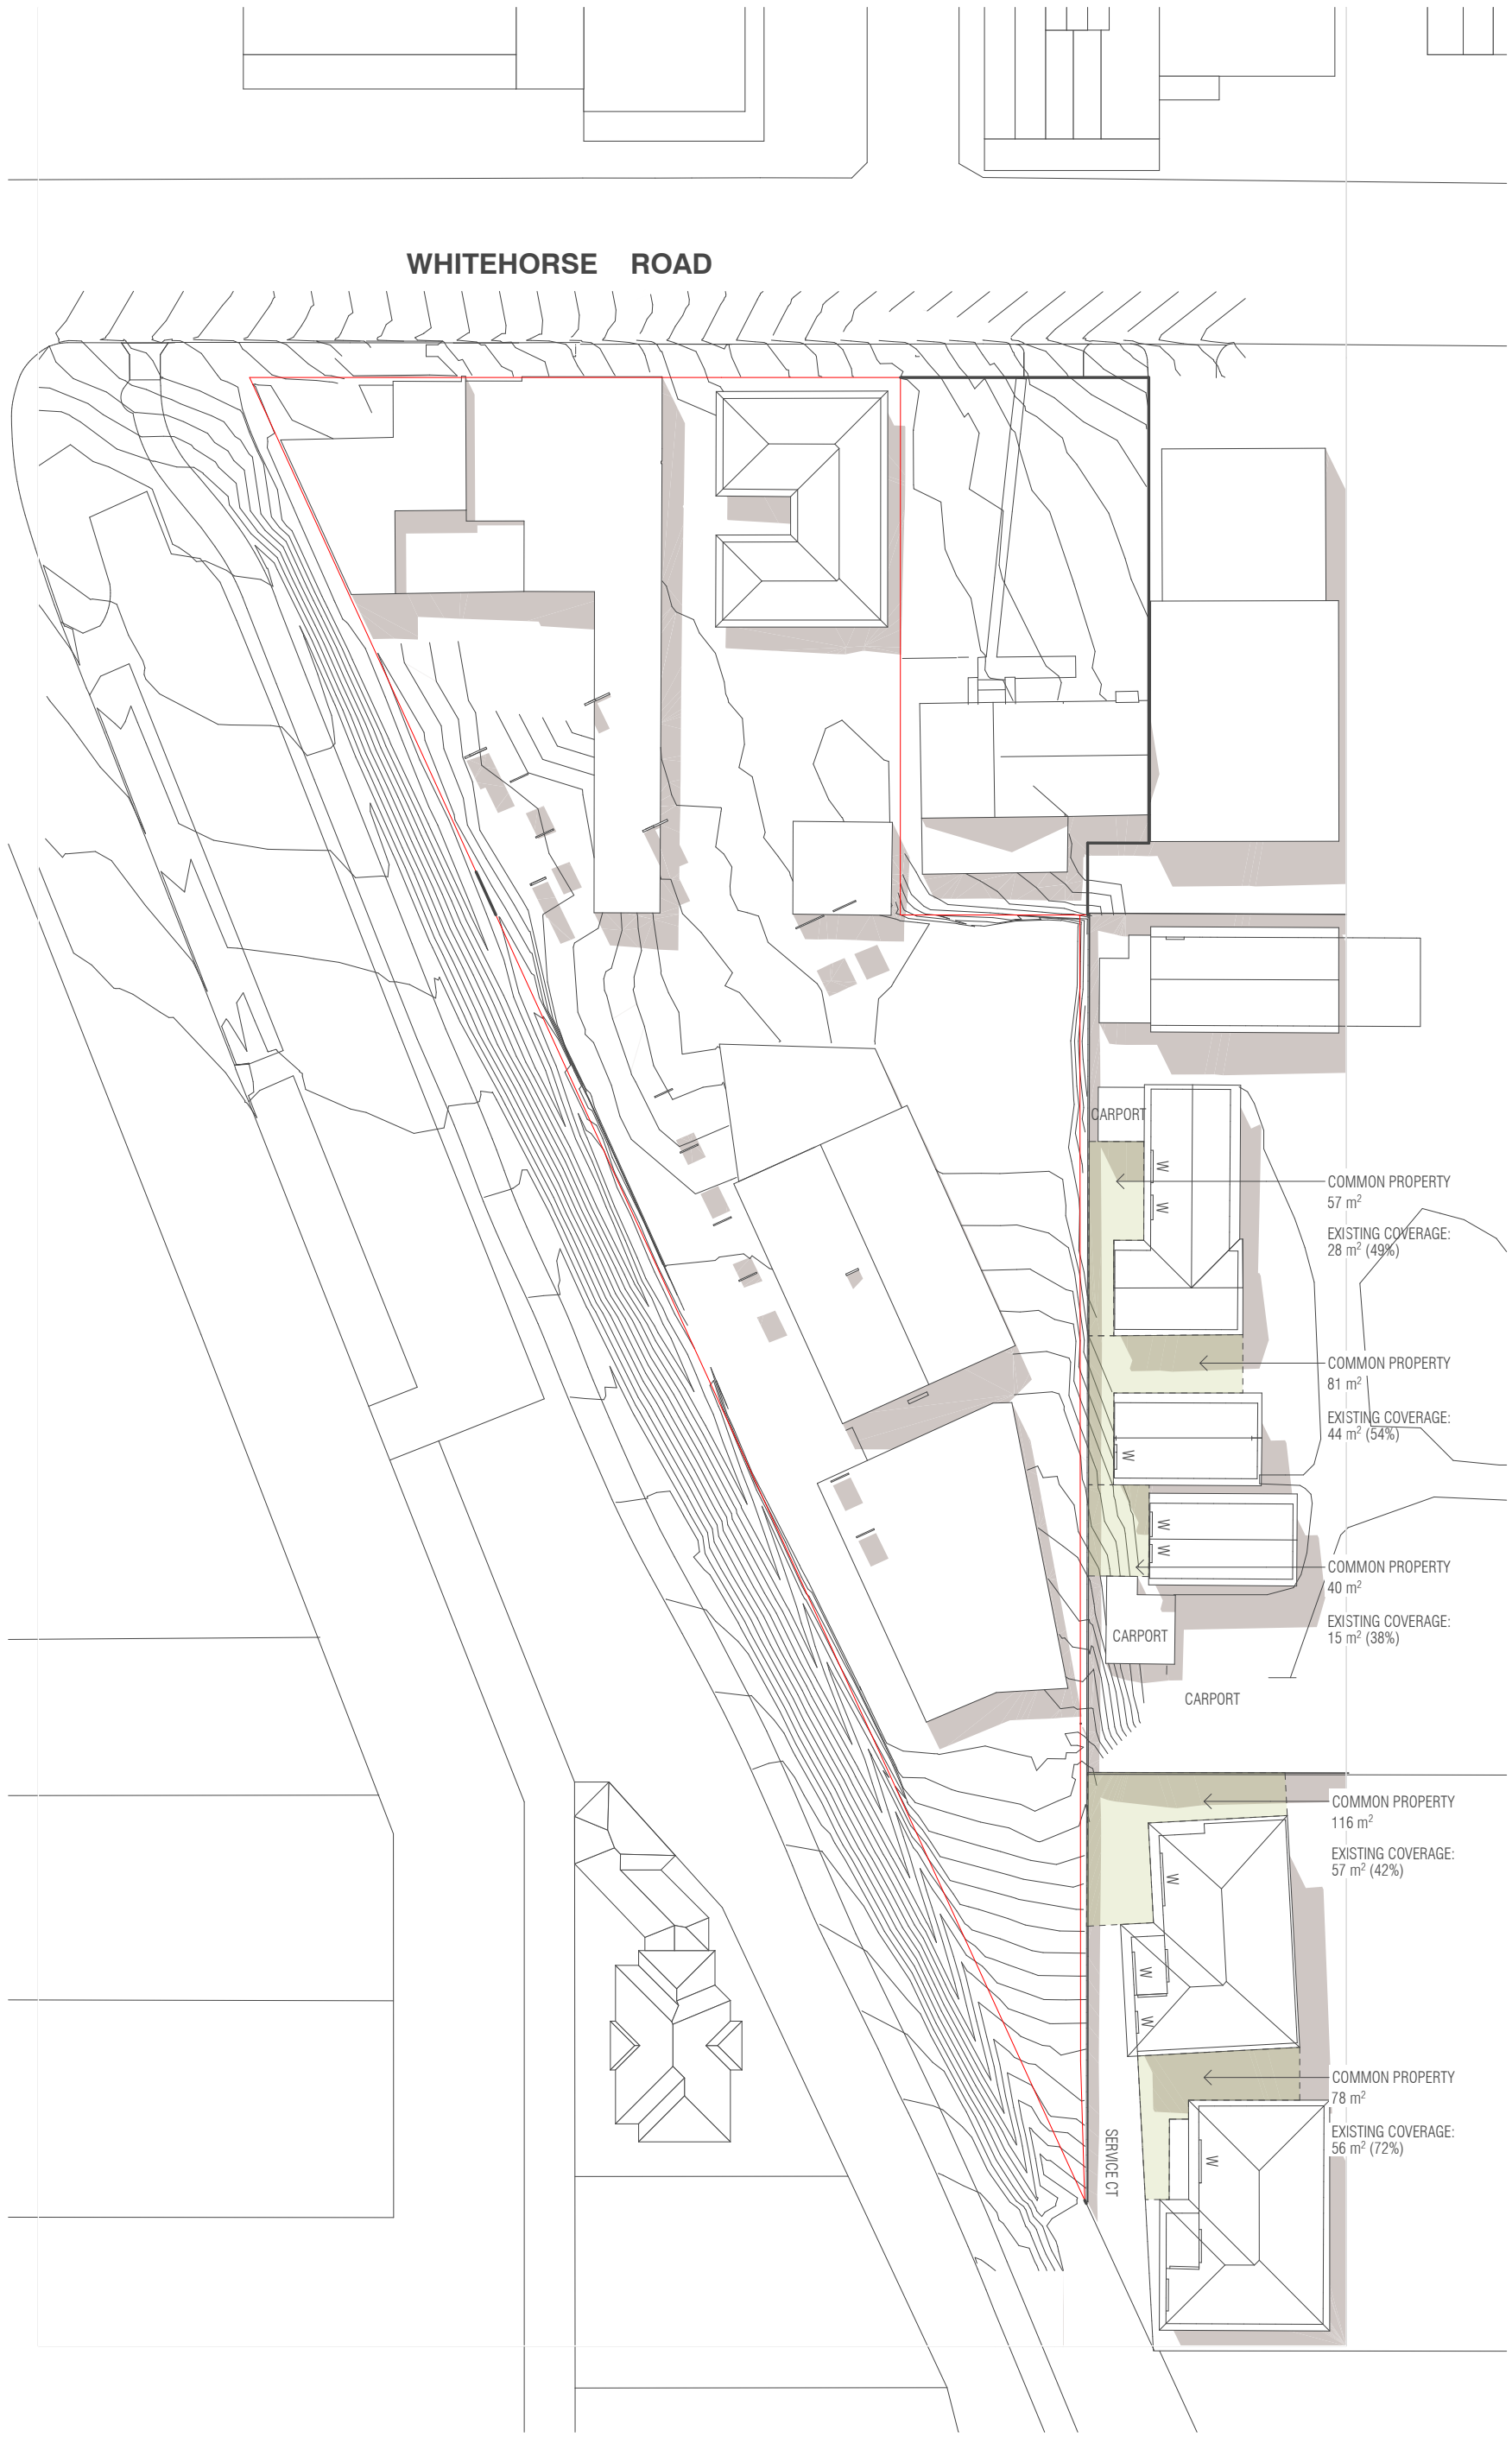 WHITEHORSE ROAD
CARPORT
W
W
COMMON PROPERTY
57 m²
EXISTING COVERAGE:
28 m² (49%)
COMMON PROPERTY
81 m²
EXISTING COVERAGE:
44 m² (54%)
W
W
W
COMMON PROPERTY
40 m²
EXISTING COVERAGE:
15 m² (38%)
CARPORT
CARPORT
COMMON PROPERTY
116 m²
EXISTING COVERAGE:
57 m² (42%)
W
W
W
COMMON PROPERTY
78 m²
EXISTING COVERAGE:
56 m² (72%)
SERVICE CT
W